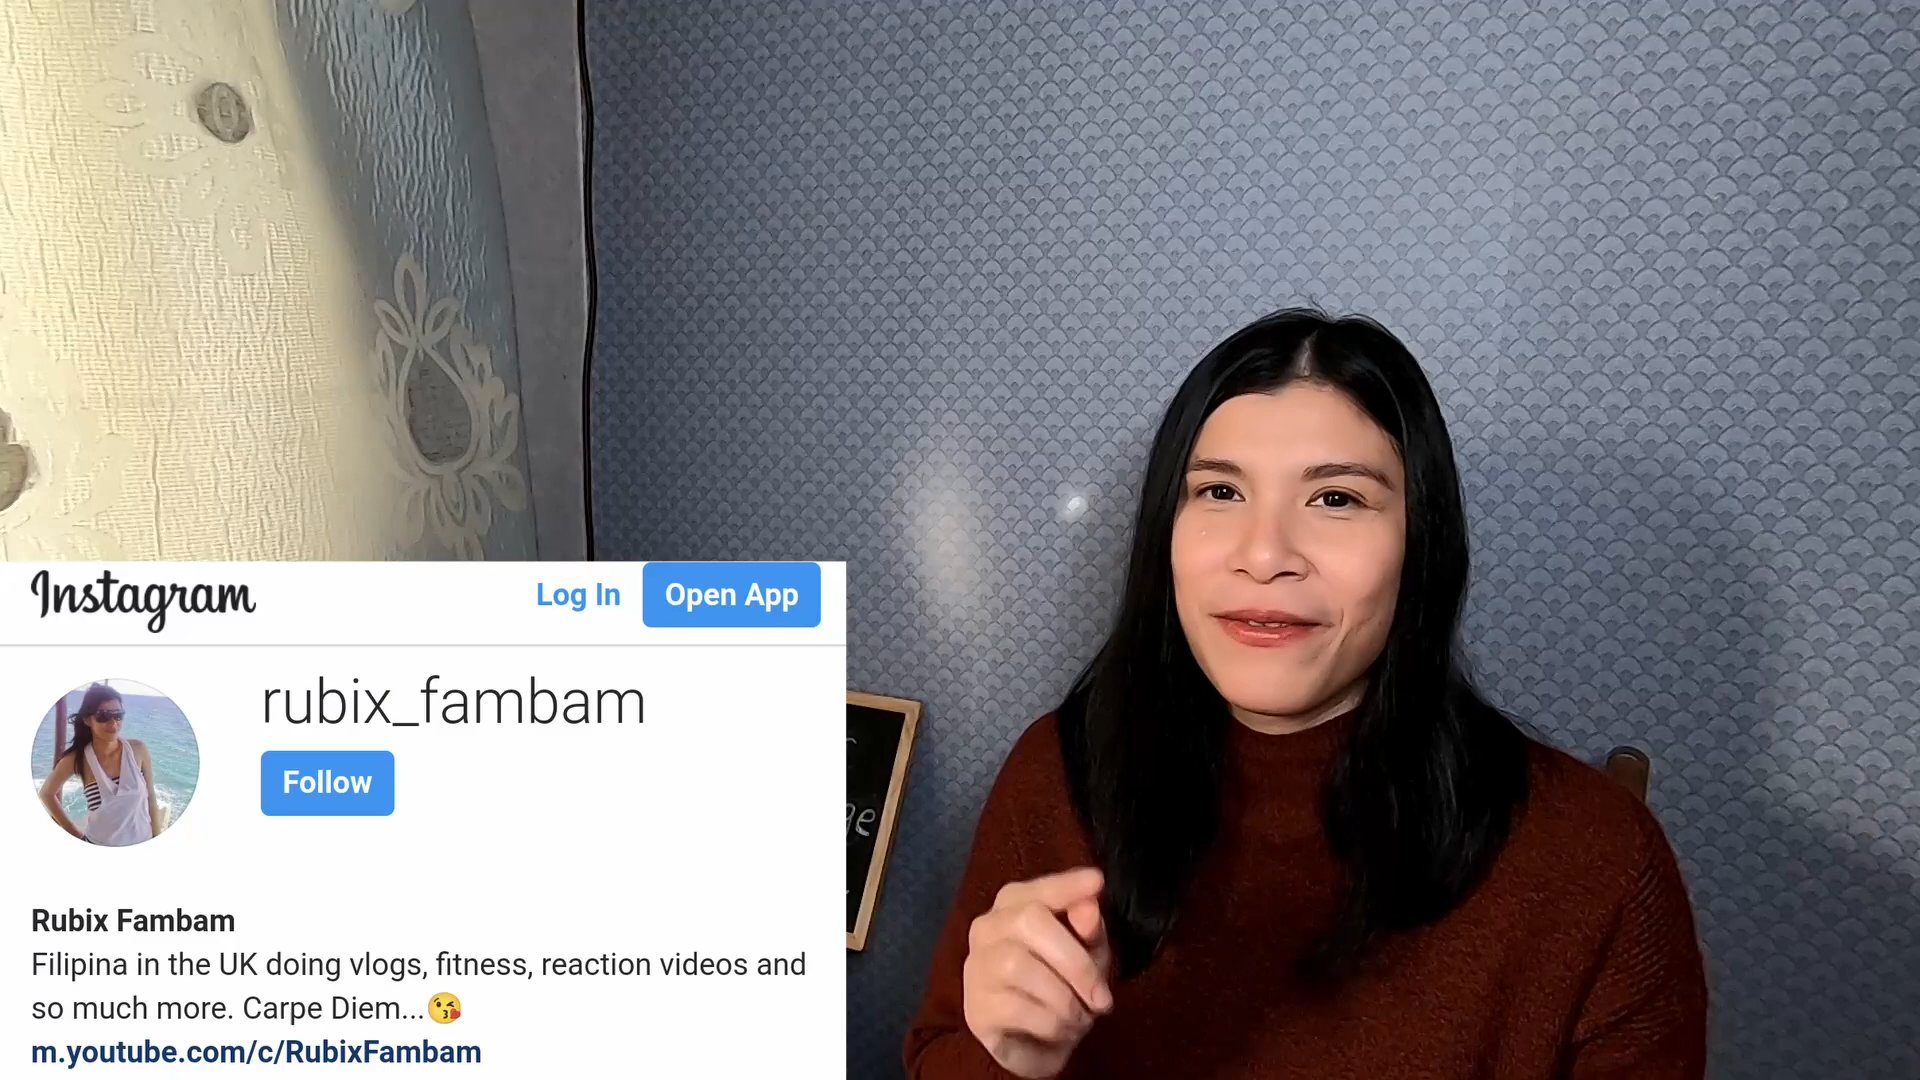 Instagram
Log In
Open App
rubix_fambam
Follow
Rubix Fambam
Filipina in the UK doing vlogs, fitness, reaction videos and
so much more. Carpe Diem...😘
m.youtube.com/c/RubixFambam